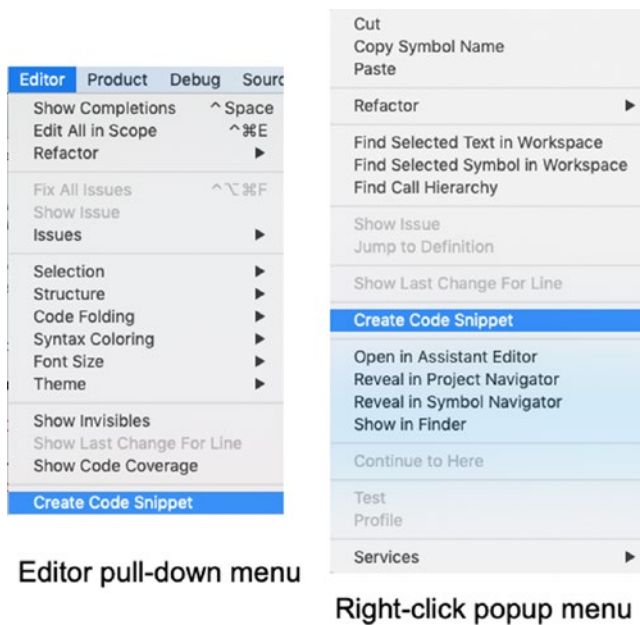 Editor Product Debug Sourc
Show Completions ^ Space
Edit All in Scope ^⌘E
Refactor ▶
Fix All Issues ^⌥⌘F
Show Issue
Issues ▶
Selection ▶
Structure ▶
Code Folding ▶
Syntax Coloring ▶
Font Size ▶
Theme ▶
Show Invisibles
Show Last Change For Line
Show Code Coverage
Create Code Snippet
Editor pull-down menu
Cut
Copy Symbol Name
Paste
Refactor ▶
Find Selected Text in Workspace
Find Selected Symbol in Workspace
Find Call Hierarchy
Show Issue
Jump to Definition
Show Last Change For Line
Create Code Snippet
Open in Assistant Editor
Reveal in Project Navigator
Reveal in Symbol Navigator
Show in Finder
Continue to Here
Test
Profile
Services ▶
Right-click popup menu